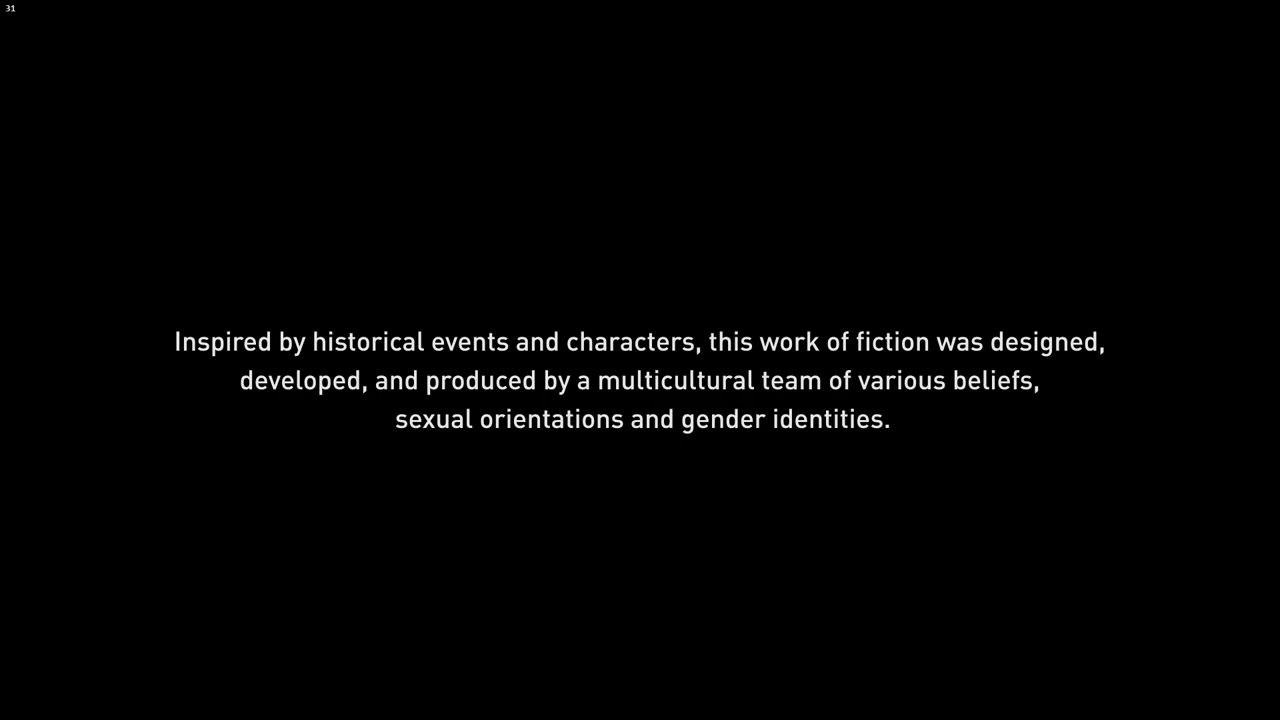 31
Inspired by historical events and characters, this work of fiction was designed,
developed, and produced by a multicultural team of various beliefs,
sexual orientations and gender identities.